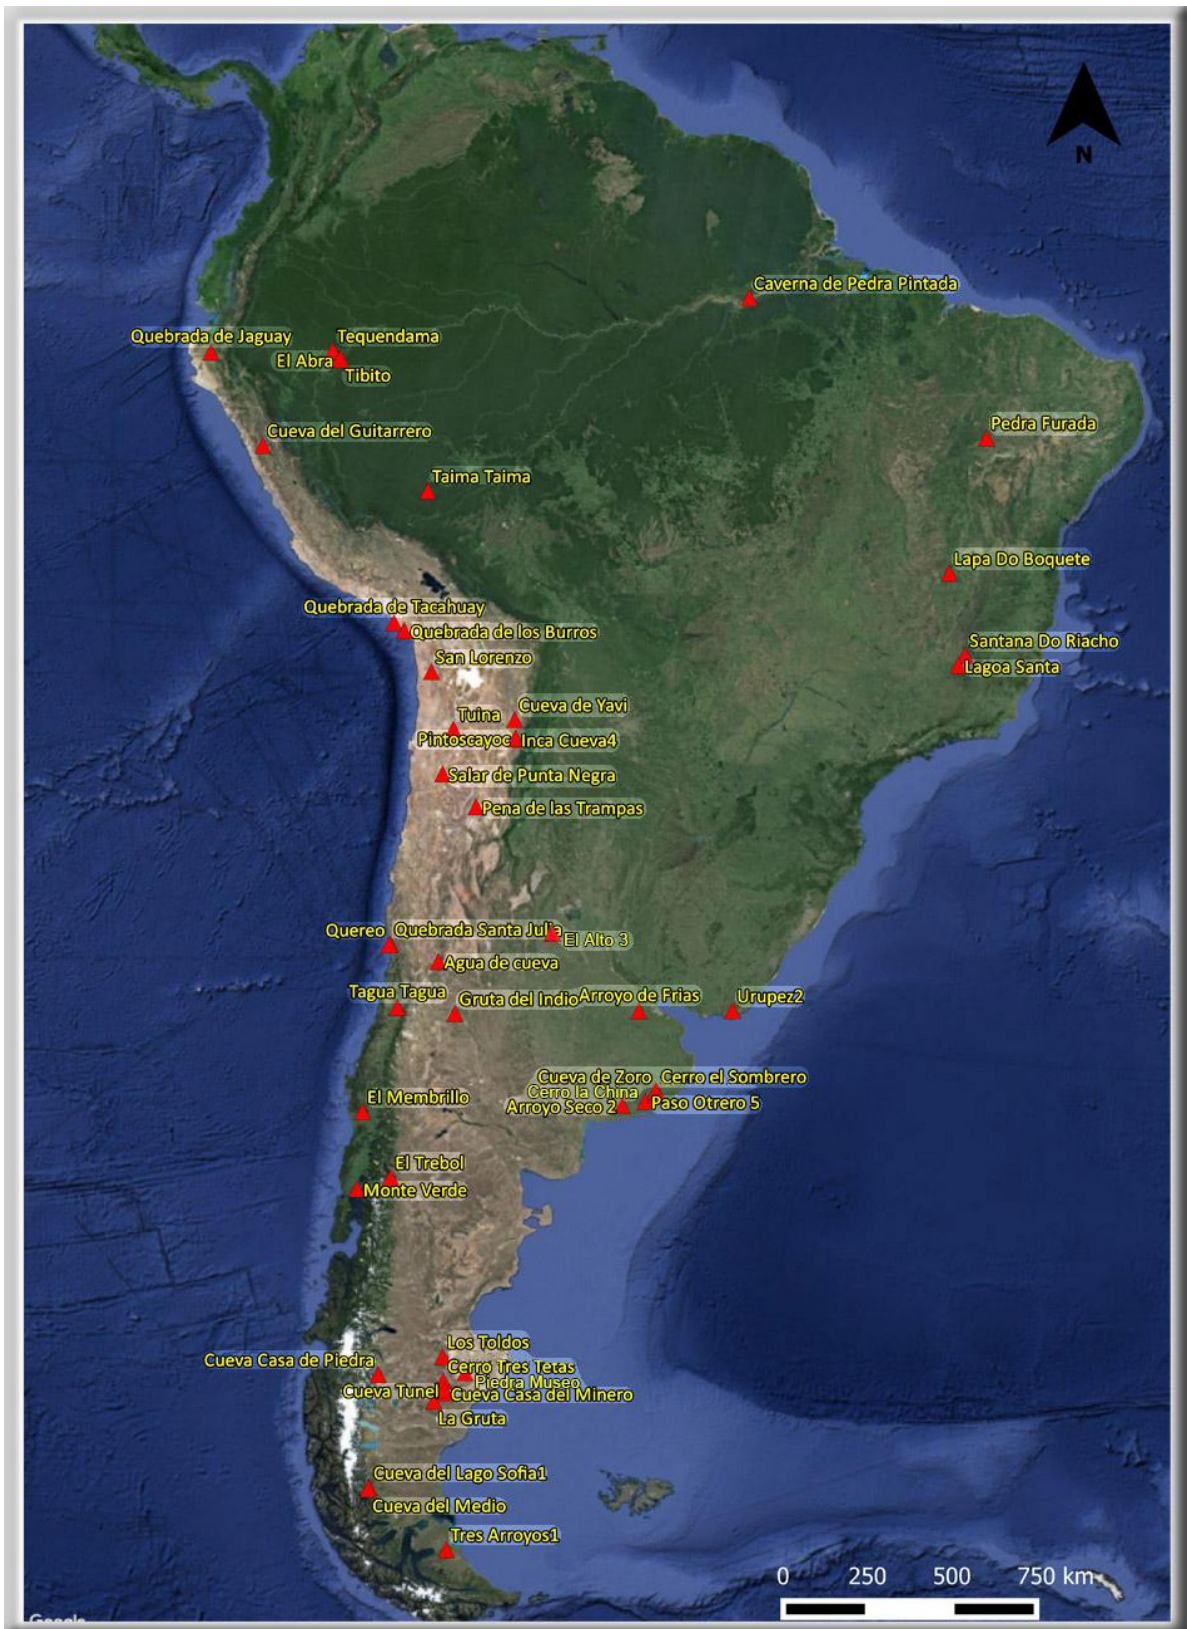 N
Caverna de Pedra Pintada
Quebrada de Jaguay
Tequendama
El Abra
Tibito
Pedra Furada
Cueva del Guitarrero
Taima Taima
Lapa Do Boquete
Quebrada de Tacahuay
Quebrada de los Burros
Santana Do Riacho
San Lorenzo
Lagoa Santa
Cueva de Yavi
Tuina
Pintoscayoc
Inca Cueva4
Salar de Punta Negra
Pena de las Trampas
Quereo
Quebrada Santa Julia
El Alto 3
Agua de cueva
Tagua Tagua
Gruta del Indio
Arroyo de Frias
Urupez2
Cueva de Zoro
Cerro el Sombrero
Cerro la China
El Membrillo
Arroyo Seco 2
Paso Otrero 5
El Trebol
Monte Verde
Los Toldos
Cueva Casa de Piedra
Cerro Tres Tetas
Piedra Museo
Cueva Tunel
Cueva Casa del Minero
La Gruta
Cueva del Lago Sofia1
Cueva del Medio
Tres Arroyos1
0 250 500 750 km
Google